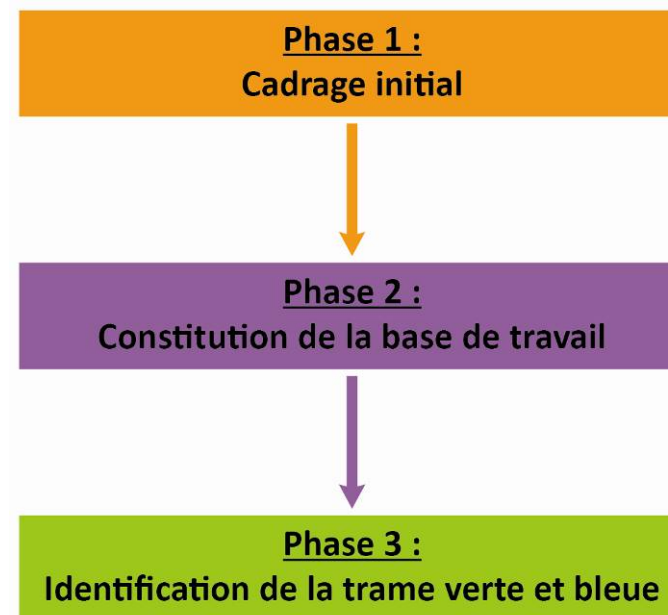 Phase 1 :
Cadrage initial
Phase 2 :
Constitution de la base de travail
Phase 3 :
Identification de la trame verte et bleue